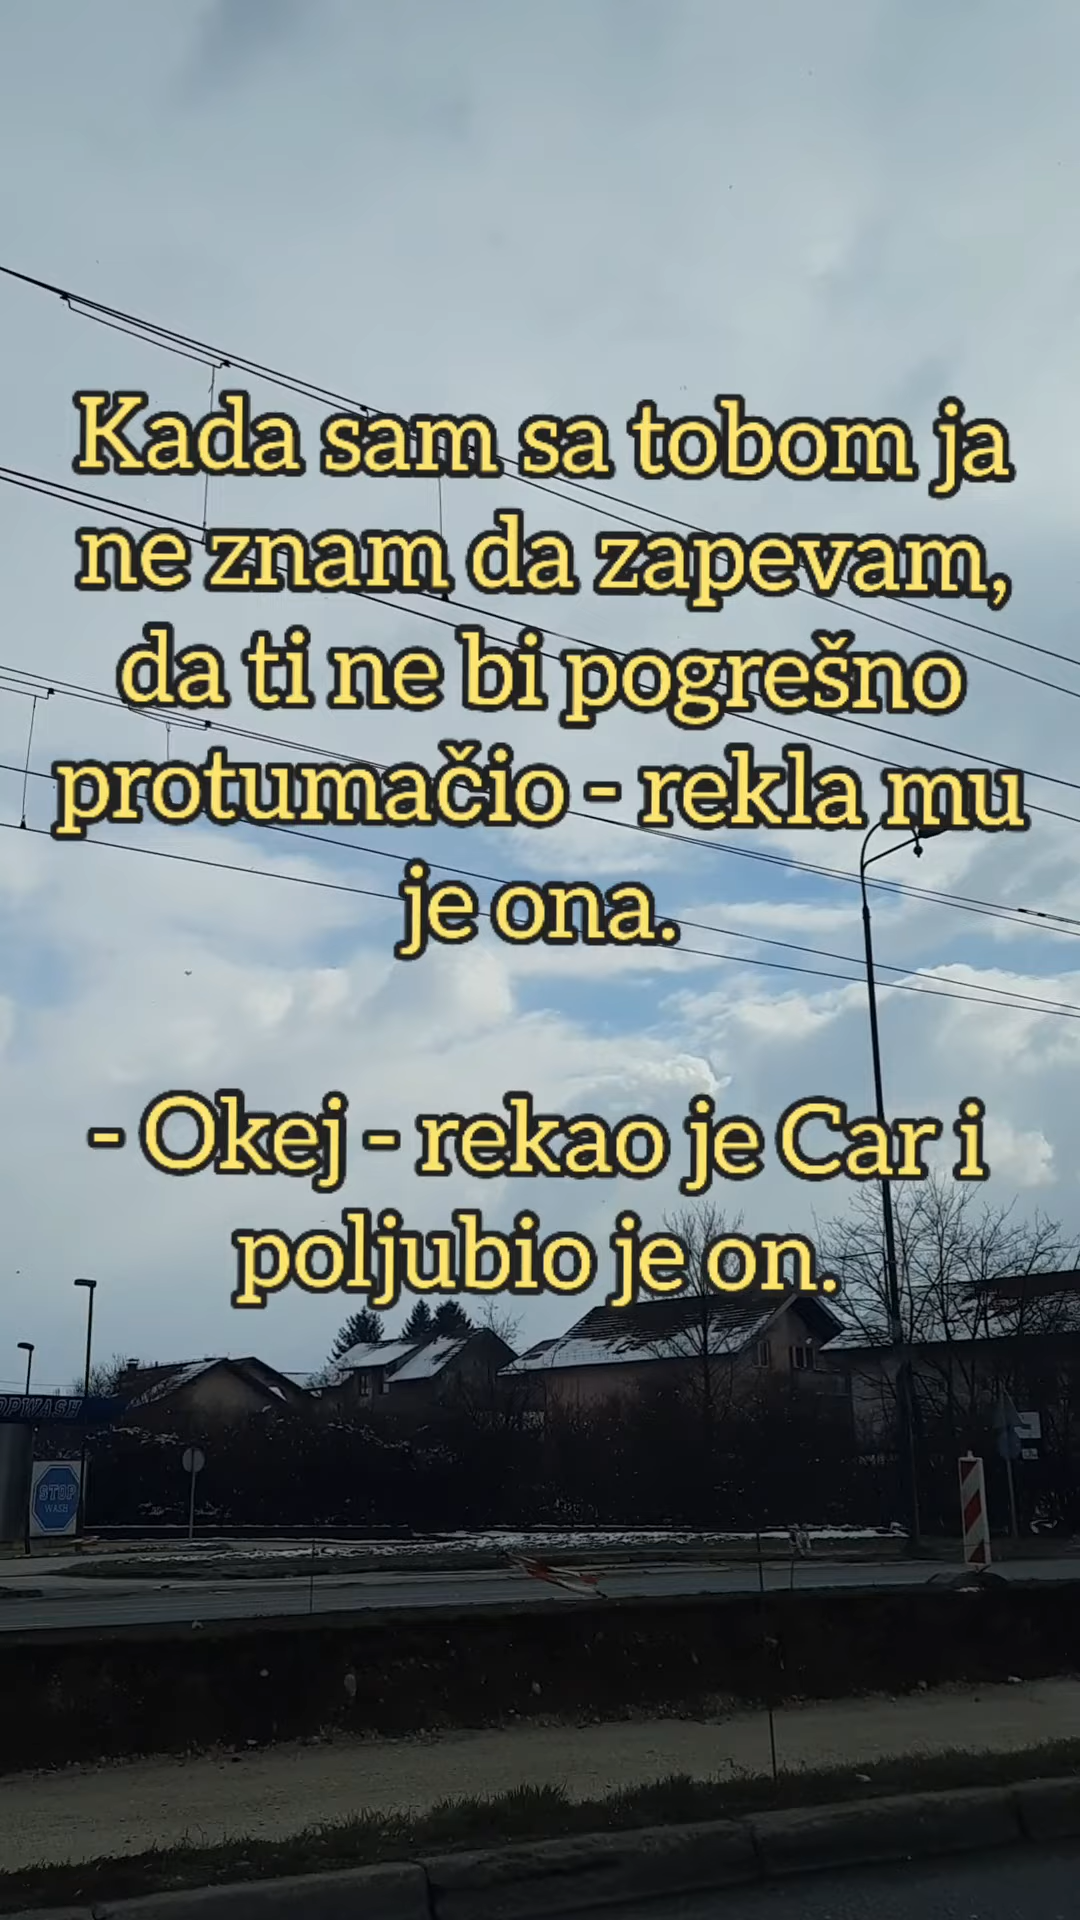 Kada sam sa tobom ja
ne znam da zapevam,
da ti ne bi pogrešno
protumačio - rekla mu
je ona.
- Okej - rekao je Car i
poljubio je on.
OPWASH
STOP
WASH